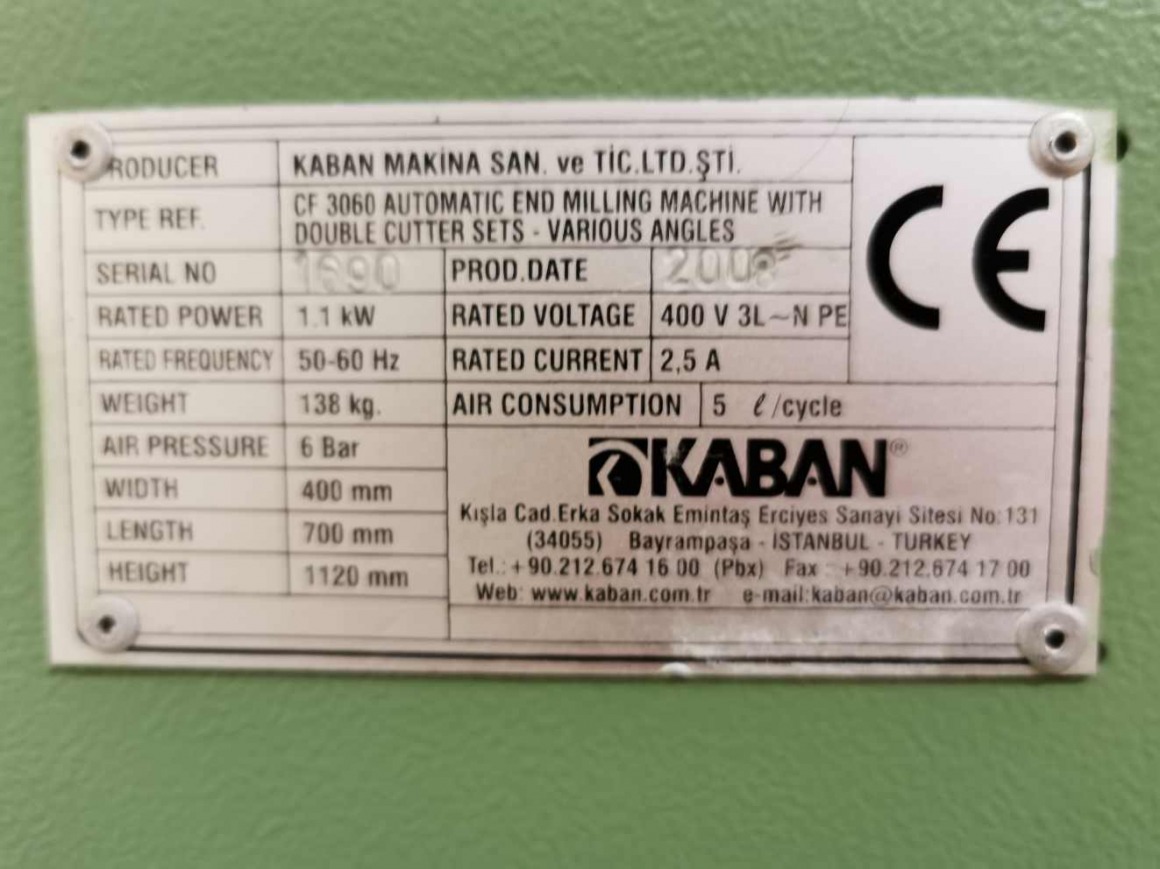 PRODUCER KABAN MAKİNA SAN. ve TİC.LTD.ŞTİ.
TYPE REF. CF 3060 AUTOMATIC END MILLING MACHINE WITH
DOUBLE CUTTER SETS - VARIOUS ANGLES
SERIAL NO 1690 PROD.DATE
RATED POWER 1.1 kW RATED VOLTAGE 400 V 3L~N PE
RATED FREQUENCY 50-60 Hz RATED CURRENT 2,5 A
WEIGHT 138 kg. AIR CONSUMPTION 5 ℓ/cycle
AIR PRESSURE 6 Bar
WIDTH 400 mm
LENGTH 700 mm
HEIGHT 1120 mm
CE
KABAN®
Kışla Cad.Erka Sokak Emintaş Erciyes Sanayi Sitesi No:131
(34055) Bayrampaşa - İSTANBUL - TURKEY
Tel.: +90.212.674 16 00 (Pbx) Fax : +90.212.674 17 00
Web: www.kaban.com.tr e-mail:kaban@kaban.com.tr